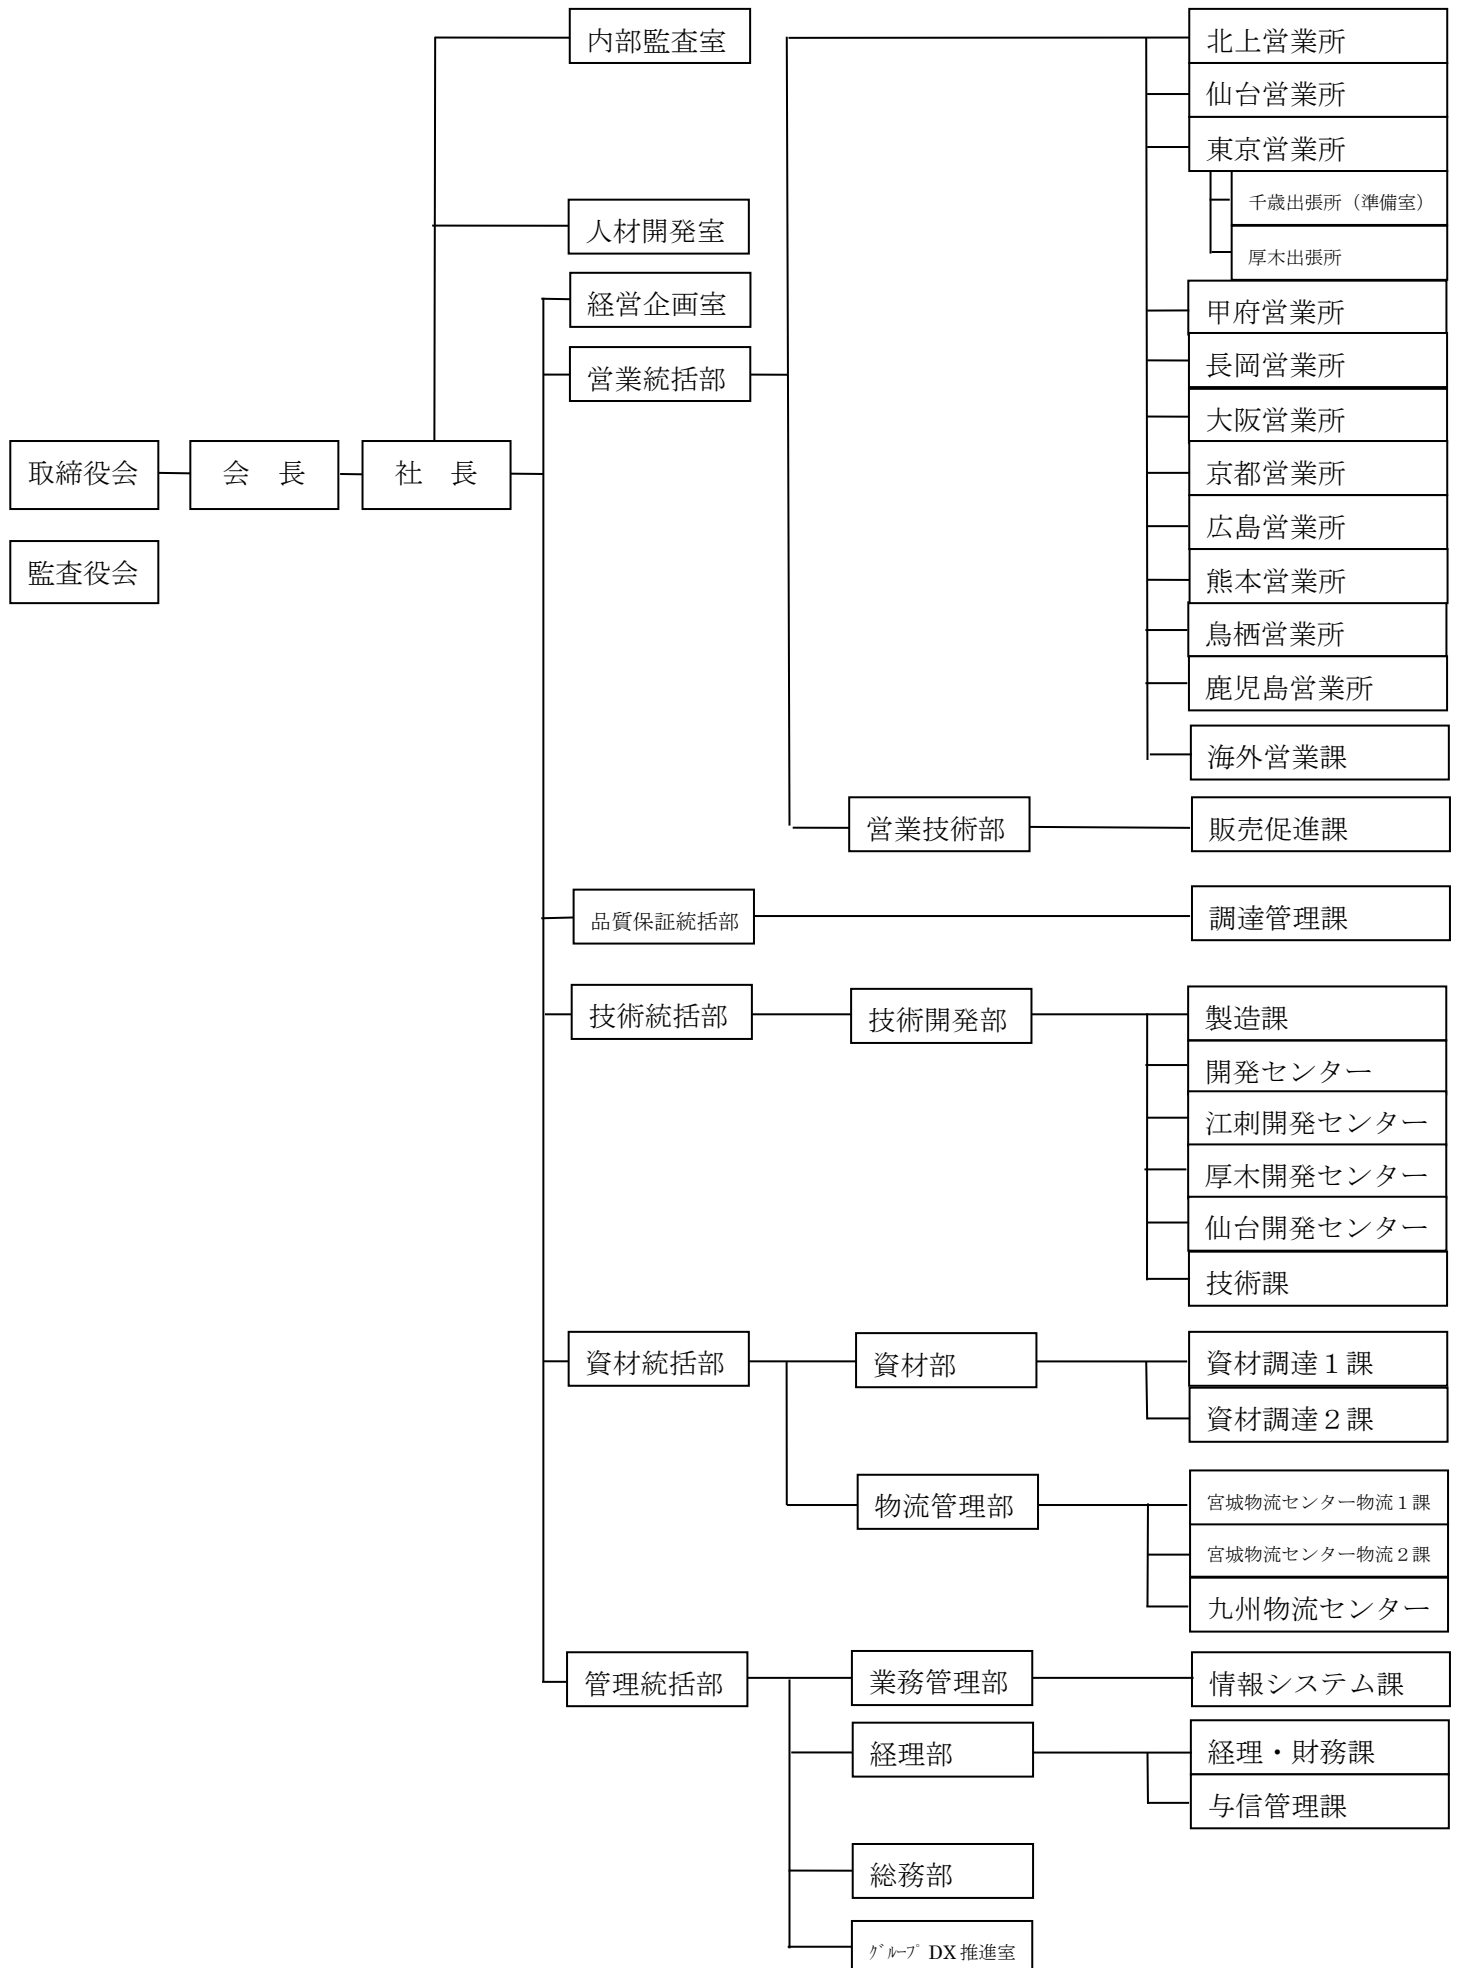 内部監査室
人材開発室
経営企画室
営業統括部
取締役会
会　長
社　長
監査役会
北上営業所
仙台営業所
東京営業所
千歳出張所（準備室）
厚木出張所
甲府営業所
長岡営業所
大阪営業所
京都営業所
広島営業所
熊本営業所
鳥栖営業所
鹿児島営業所
海外営業課
営業技術部
販売促進課
品質保証統括部
調達管理課
技術統括部
技術開発部
製造課
開発センター
江刺開発センター
厚木開発センター
仙台開発センター
技術課
資材統括部
資材部
資材調達１課
資材調達２課
物流管理部
宮城物流センター物流１課
宮城物流センター物流２課
九州物流センター
管理統括部
業務管理部
情報システム課
経理部
経理・財務課
与信管理課
総務部
ｸﾞﾙｰﾌﾟ DX推進室